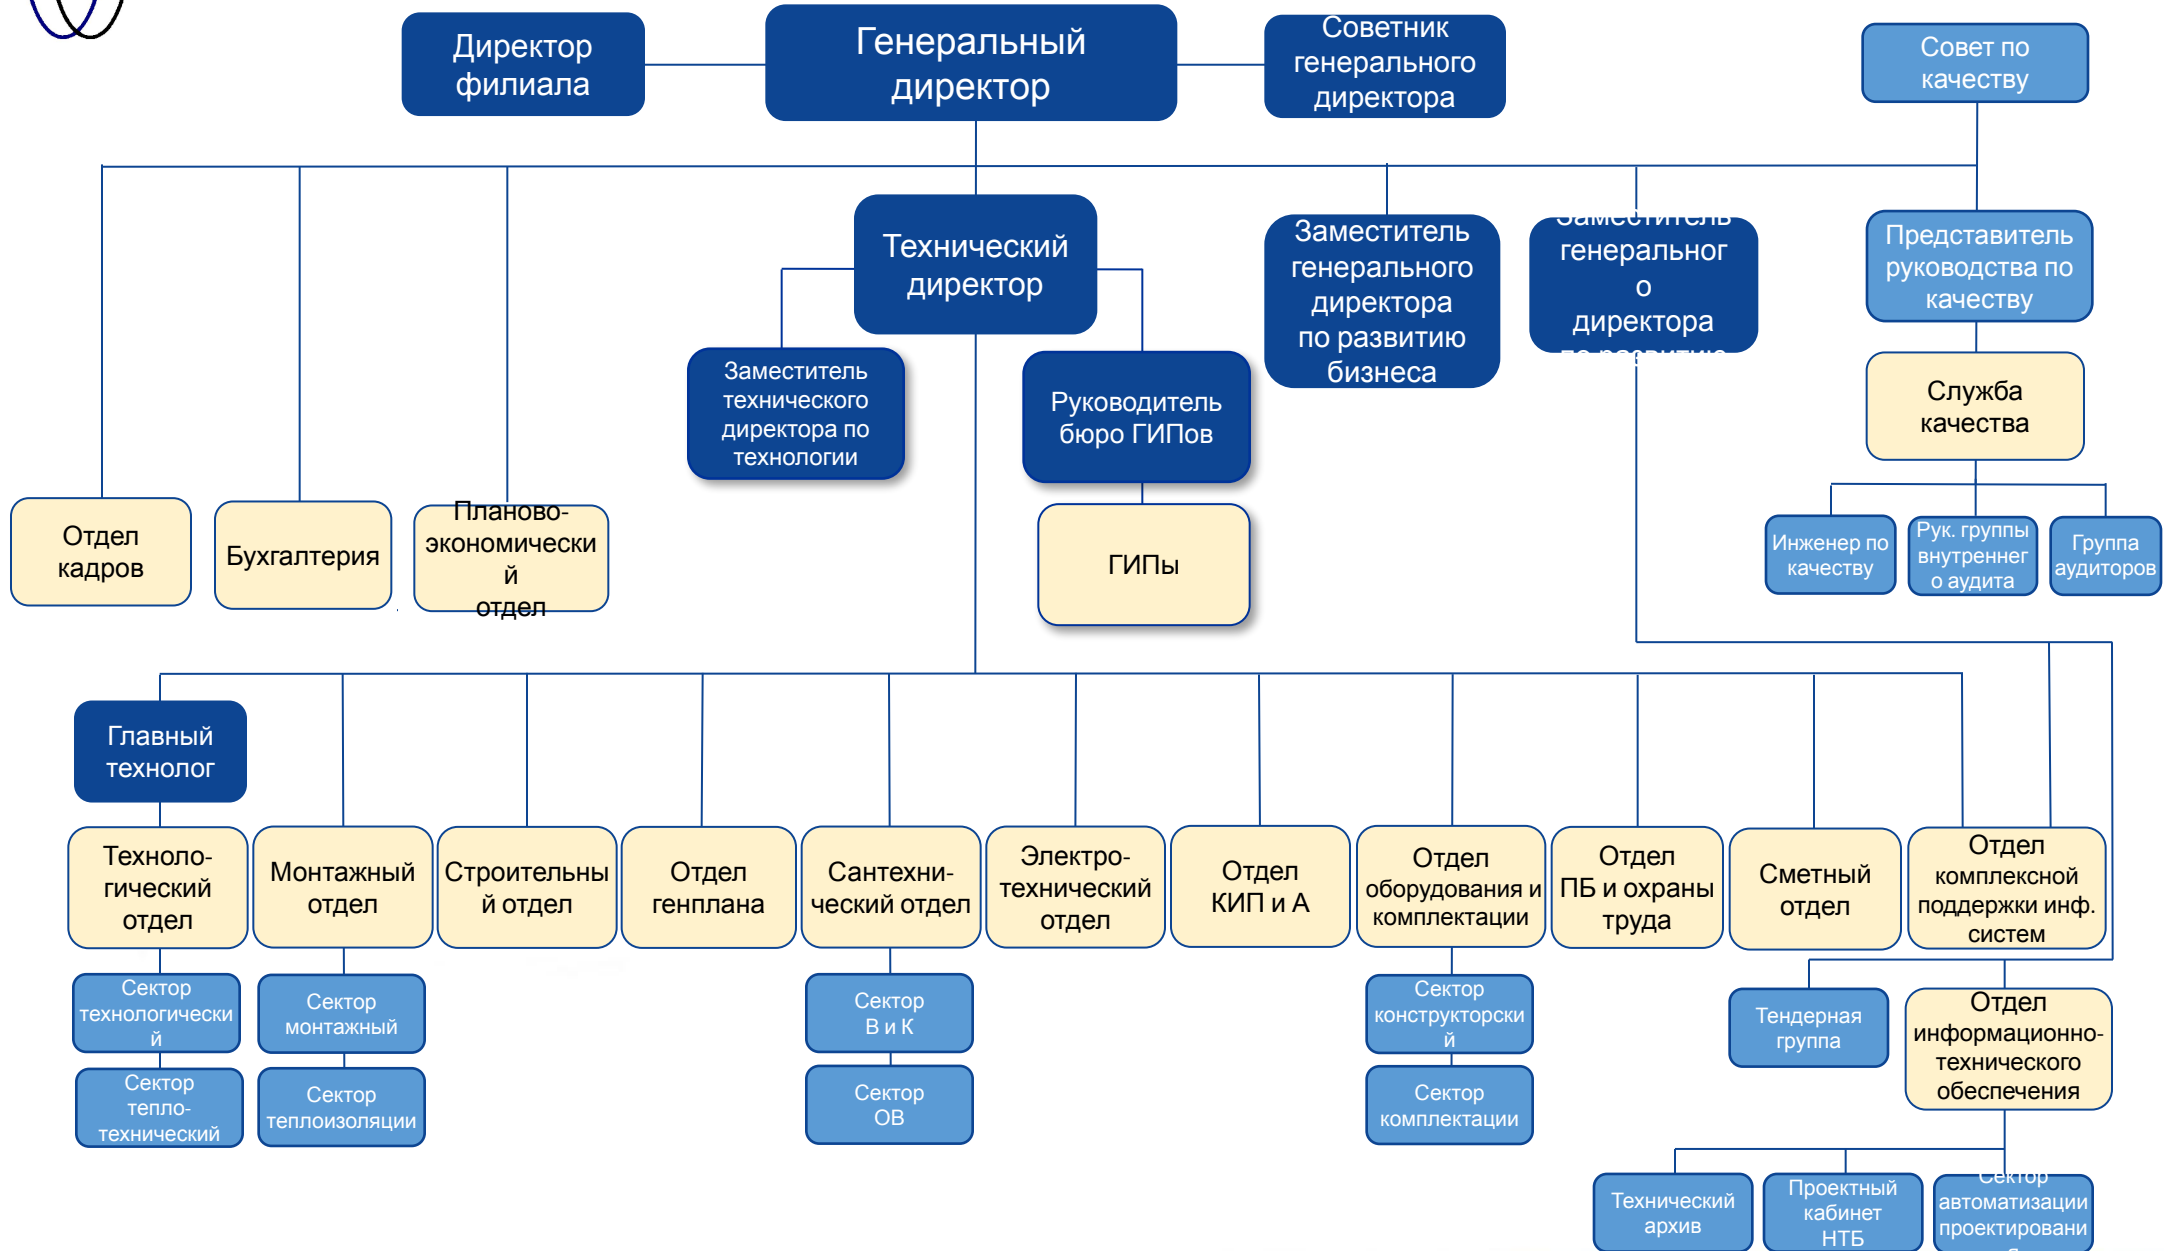 Директор
филиала
Генеральный
директор
Советник
генерального
директора
Совет по
качеству
Технический
директор
Заместитель
генерального
директора
по развитию
бизнеса
Заместитель
генеральног
о
директора
по развитию
Представитель
руководства по
качеству
Заместитель
технического
директора по
технологии
Руководитель
бюро ГИПов
Служба
качества
Отдел
кадров
Бухгалтерия
Планово-
экономически
й
отдел
ГИПы
Инженер по
качеству
Рук. группы
внутреннег
о аудита
Группа
аудиторов
Главный
технолог
Техноло-
гический
отдел
Монтажный
отдел
Строительны
й отдел
Отдел
генплана
Сантехни-
ческий отдел
Электро-
технический
отдел
Отдел
КИП и А
Отдел
оборудования и
комплектации
Отдел
ПБ и охраны
труда
Сметный
отдел
Отдел
комплексной
поддержки инф.
систем
Сектор
технологически
й
Сектор
монтажный
Сектор
В и К
Сектор
конструкторски
й
Тендерная
группа
Отдел
информационно-
технического
обеспечения
Сектор
тепло-
технический
Сектор
теплоизоляции
Сектор
ОВ
Сектор
комплектации
Технический
архив
Проектный
кабинет
НТБ
Сектор
автоматизации
проектировани
я